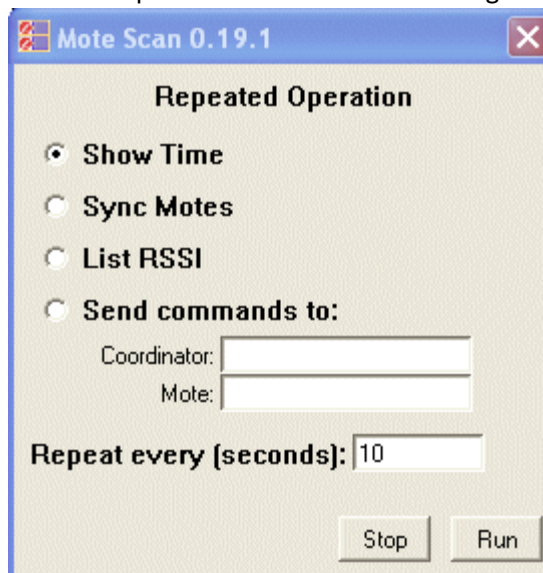 Mote Scan 0.19.1
Repeated Operation
Show Time
Sync Motes
List RSSI
Send commands to:
Coordinator:
Mote:
Repeat every (seconds): 10
Stop Run